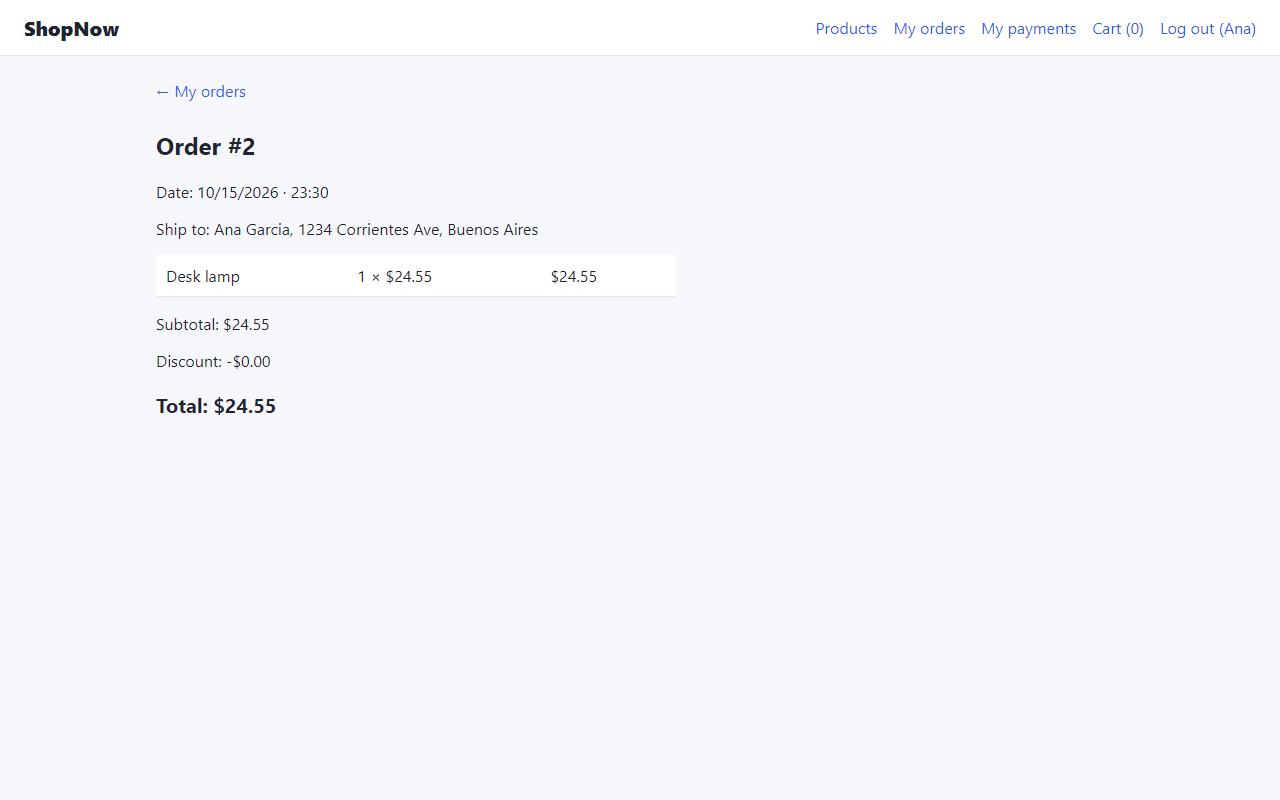 ShopNow Products My orders My payments Cart (0) Log out (Ana)
← My orders
Order #2
Date: 10/15/2026 · 23:30
Ship to: Ana Garcia, 1234 Corrientes Ave, Buenos Aires
Desk lamp 1 × $24.55 $24.55
Subtotal: $24.55
Discount: -$0.00
Total: $24.55